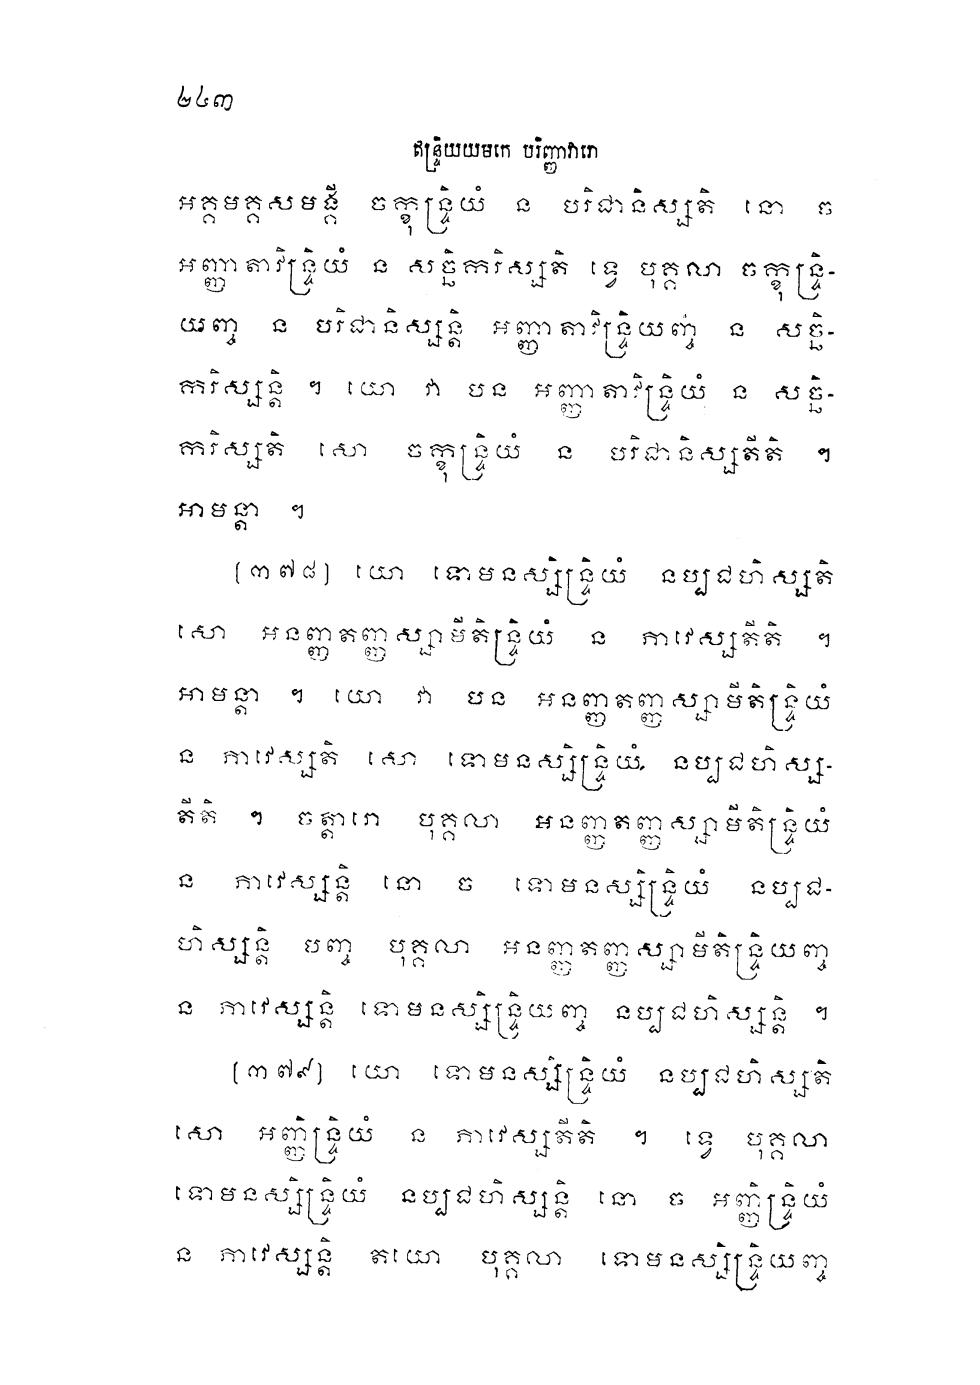 ២៤៣
ឥន្ទ្រិយយមកេ បរិញ្ញាវារោ
អគ្គមគ្គសមង្គី ចក្ខុន្ទ្រិយំ ន បរិជានិស្សតិ នោ ច
អញ្ញាតាវិន្ទ្រិយំ ន សច្ឆិករិស្សតិ ទ្វេ បុគ្គលា ចក្ខុន្ទ្រិ-
យញ្ច ន បរិជានិស្សន្តិ អញ្ញាតាវិន្ទ្រិយញ្ច ន សច្ឆិ-
ករិស្សន្តិ ។ យោ វា បន អញ្ញាតាវិន្ទ្រិយំ ន សច្ឆិ-
ករិស្សតិ សោ ចក្ខុន្ទ្រិយំ ន បរិជានិស្សតីតិ ។
អាមន្តា ។
(៣៧៨) យោ ទោមនស្សិន្ទ្រិយំ នប្បជហិស្សតិ
សោ អនញ្ញតញ្ញស្សាមីតិន្ទ្រិយំ ន ភាវេស្សតីតិ ។
អាមន្តា ។ យោ វា បន អនញ្ញតញ្ញស្សាមីតិន្ទ្រិយំ
ន ភាវេស្សតិ សោ ទោមនស្សិន្ទ្រិយំ នប្បជហិស្ស-
តីតិ ។ ចត្តារោ បុគ្គលា អនញ្ញតញ្ញស្សាមីតិន្ទ្រិយំ
ន ភាវេស្សន្តិ នោ ច ទោមនស្សិន្ទ្រិយំ នប្បជ-
ហិស្សន្តិ បញ្ច បុគ្គលា អនញ្ញតញ្ញស្សាមីតិន្ទ្រិយញ្ច
ន ភាវេស្សន្តិ ទោមនស្សិន្ទ្រិយញ្ច នប្បជហិស្សន្តិ ។
(៣៧៩) យោ ទោមនស្សិន្ទ្រិយំ នប្បជហិស្សតិ
សោ អញ្ញិន្ទ្រិយំ ន ភាវេស្សតីតិ ។ ទ្វេ បុគ្គលា
ទោមនស្សិន្ទ្រិយំ នប្បជហិស្សន្តិ នោ ច អញ្ញិន្ទ្រិយំ
ន ភាវេស្សន្តិ តយោ បុគ្គលា ទោមនស្សិន្ទ្រិយញ្ច